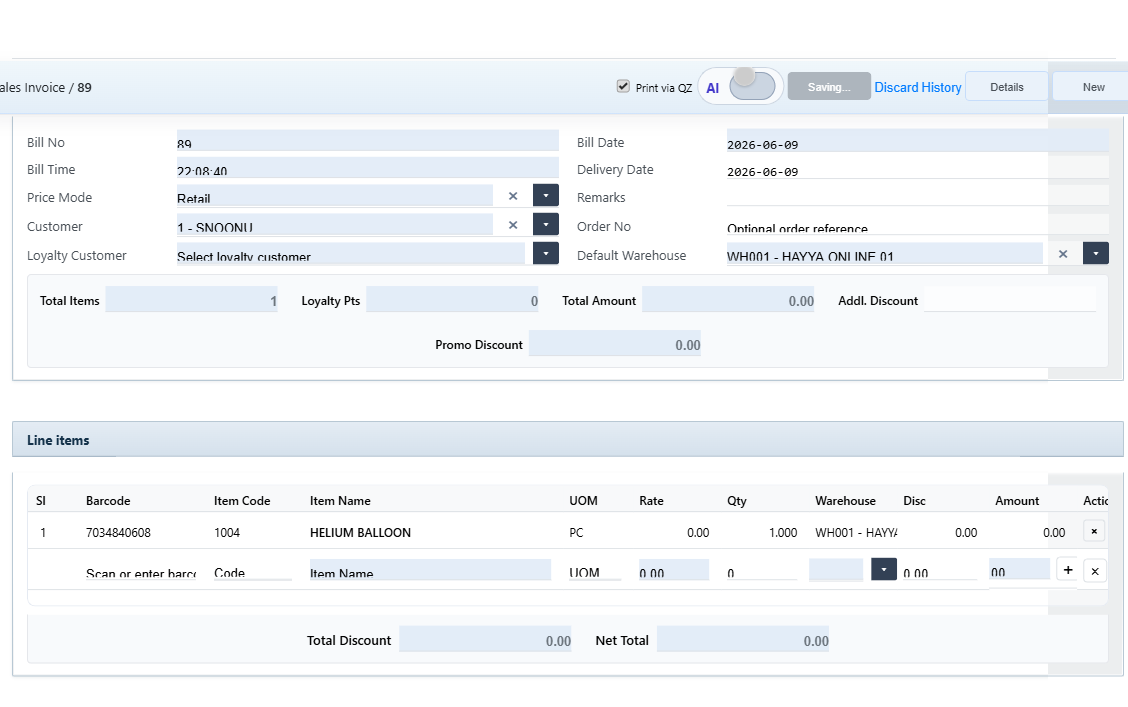 ales Invoice / 89
Print via QZ AI Saving... Discard History Details New
Bill No 89 Bill Date 2026-06-09
Bill Time 22:08:40 Delivery Date 2026-06-09
Price Mode Retail Remarks
Customer 1 - SNOONU Order No Optional order reference
Loyalty Customer Select loyalty customer Default Warehouse WH001 - HAYYA ONLINE 01
Total Items 1 Loyalty Pts 0 Total Amount 0.00 Addl. Discount
Promo Discount 0.00
Line items
Sl Barcode Item Code Item Name UOM Rate Qty Warehouse Disc Amount Actic
1 7034840608 1004 HELIUM BALLOON PC 0.00 1.000 WH001 - HAYYA 0.00 0.00 ×
Scan or enter barco Code Item Name UOM 0.00 0 0.00 00 + ×
Total Discount 0.00 Net Total 0.00